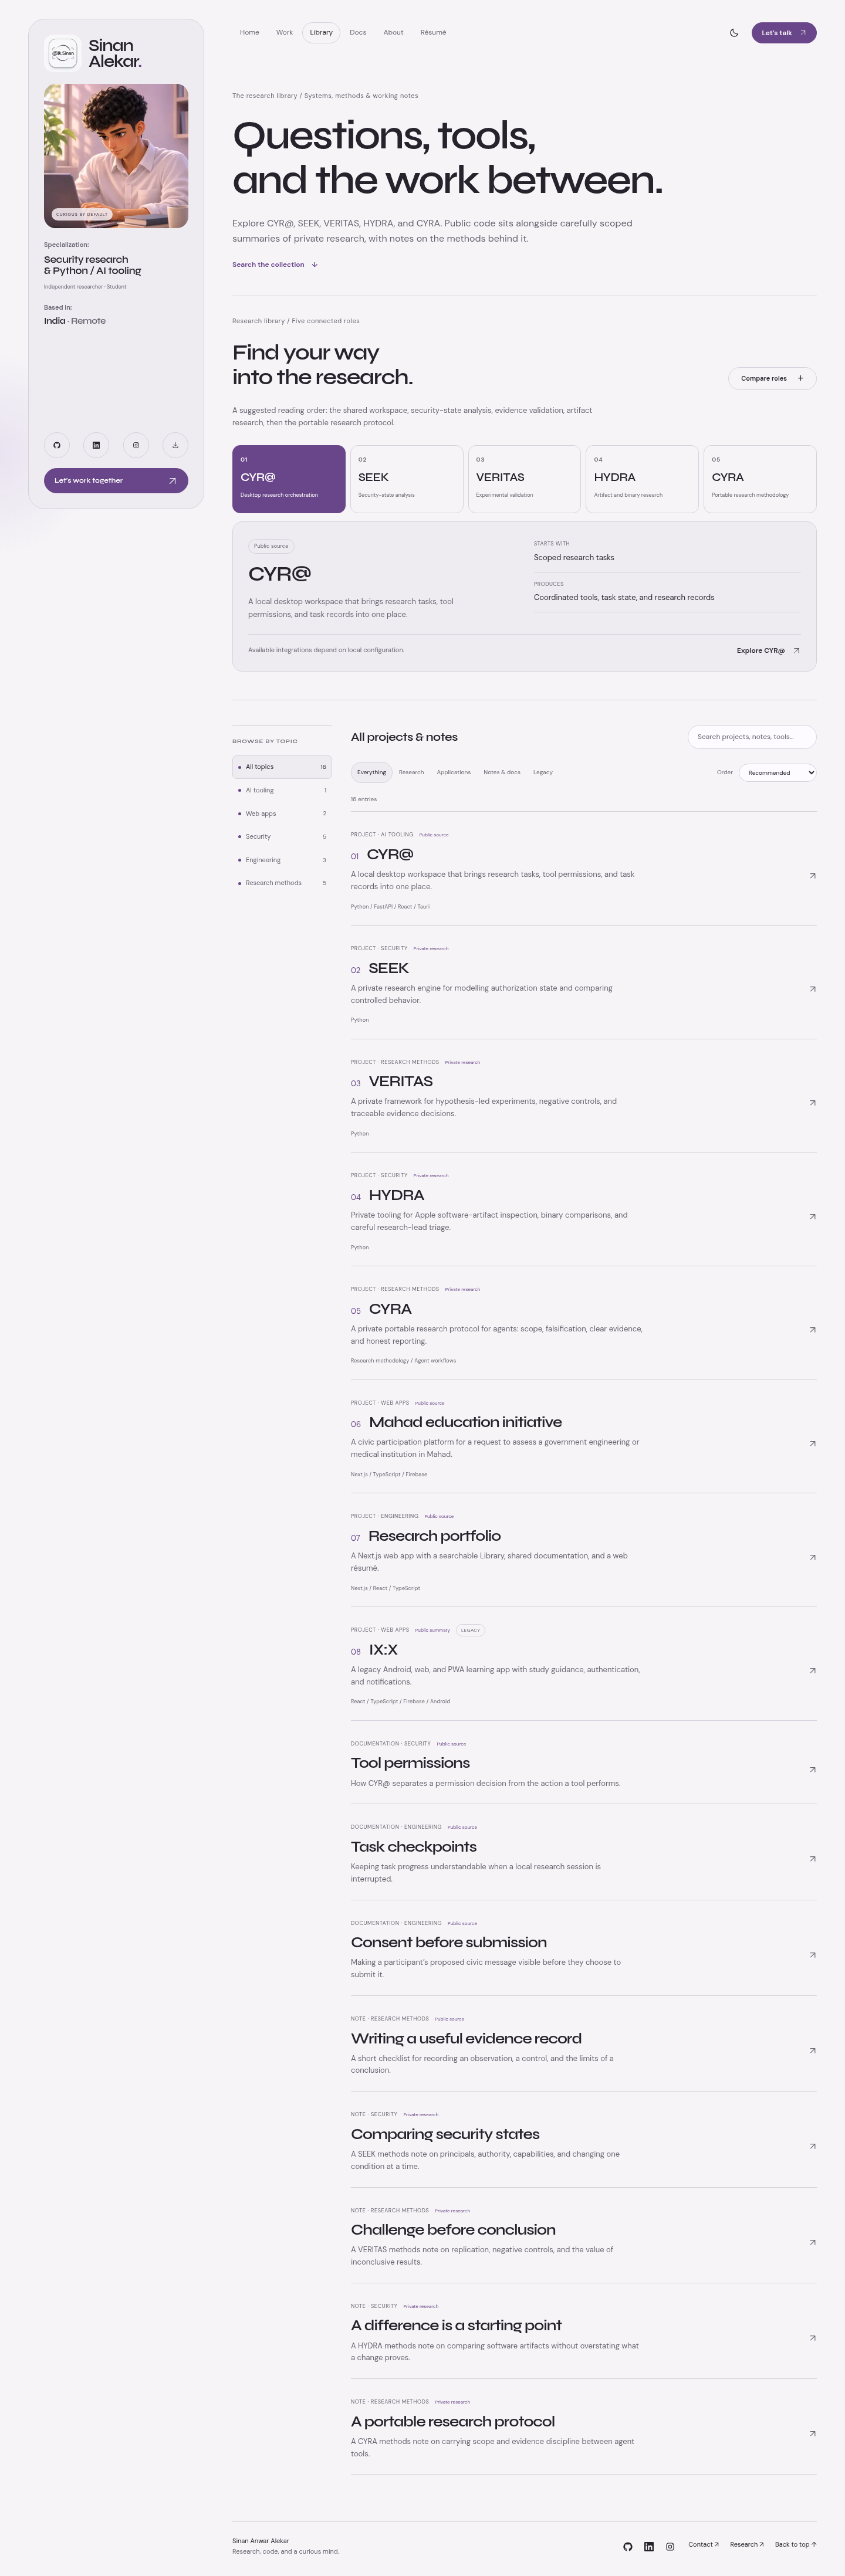 @ik.Sinan
Sinan
Alekar.
CURIOUS BY DEFAULT
Specialization:
Security research
& Python / AI tooling
Independent researcher · Student
Based in:
India · Remote
Let's work together
Home Work Library Docs About Résumé
Let's talk
The research library / Systems, methods & working notes
Questions, tools,
and the work between.
Explore CYR@, SEEK, VERITAS, HYDRA, and CYRA. Public code sits alongside carefully scoped
summaries of private research, with notes on the methods behind it.
Search the collection ↓
Research library / Five connected roles
Find your way
into the research.
Compare roles +
A suggested reading order: the shared workspace, security-state analysis, evidence validation, artifact
research, then the portable research protocol.
01
CYR@
Desktop research orchestration
02
SEEK
Security-state analysis
03
VERITAS
Experimental validation
04
HYDRA
Artifact and binary research
05
CYRA
Portable research methodology
Public source
CYR@
A local desktop workspace that brings research tasks, tool
permissions, and task records into one place.
STARTS WITH
Scoped research tasks
PRODUCES
Coordinated tools, task state, and research records
Available integrations depend on local configuration.
Explore CYR@
BROWSE BY TOPIC
All topics 16
AI tooling 1
Web apps 2
Security 5
Engineering 3
Research methods 5
All projects & notes
Search projects, notes, tools...
Everything Research Applications Notes & docs Legacy
Order Recommended
16 entries
PROJECT · AI TOOLING Public source
01 CYR@
A local desktop workspace that brings research tasks, tool permissions, and task
records into one place.
Python / FastAPI / React / Tauri
PROJECT · SECURITY Private research
02 SEEK
A private research engine for modelling authorization state and comparing
controlled behavior.
Python
PROJECT · RESEARCH METHODS Private research
03 VERITAS
A private framework for hypothesis-led experiments, negative controls, and
traceable evidence decisions.
Python
PROJECT · SECURITY Private research
04 HYDRA
Private tooling for Apple software-artifact inspection, binary comparisons, and
careful research-lead triage.
Python
PROJECT · RESEARCH METHODS Private research
05 CYRA
A private portable research protocol for agents: scope, falsification, clear evidence,
and honest reporting.
Research methodology / Agent workflows
PROJECT · WEB APPS Public source
06 Mahad education initiative
A civic participation platform for a request to assess a government engineering or
medical institution in Mahad.
Next.js / TypeScript / Firebase
PROJECT · ENGINEERING Public source
07 Research portfolio
A Next.js web app with a searchable Library, shared documentation, and a web
résumé.
Next.js / React / TypeScript
PROJECT · WEB APPS Public summary LEGACY
08 IX:X
A legacy Android, web, and PWA learning app with study guidance, authentication,
and notifications.
React / TypeScript / Firebase / Android
DOCUMENTATION · SECURITY Public source
Tool permissions
How CYR@ separates a permission decision from the action a tool performs.
DOCUMENTATION · ENGINEERING Public source
Task checkpoints
Keeping task progress understandable when a local research session is
interrupted.
DOCUMENTATION · ENGINEERING Public source
Consent before submission
Making a participant's proposed civic message visible before they choose to
submit it.
NOTE · RESEARCH METHODS Public source
Writing a useful evidence record
A short checklist for recording an observation, a control, and the limits of a
conclusion.
NOTE · SECURITY Private research
Comparing security states
A SEEK methods note on principals, authority, capabilities, and changing one
condition at a time.
NOTE · RESEARCH METHODS Private research
Challenge before conclusion
A VERITAS methods note on replication, negative controls, and the value of
inconclusive results.
NOTE · SECURITY Private research
A difference is a starting point
A HYDRA methods note on comparing software artifacts without overstating what
a change proves.
NOTE · RESEARCH METHODS Private research
A portable research protocol
A CYRA methods note on carrying scope and evidence discipline between agent
tools.
Sinan Anwar Alekar
Research, code, and a curious mind.
Contact ↗ Research ↗ Back to top ↑